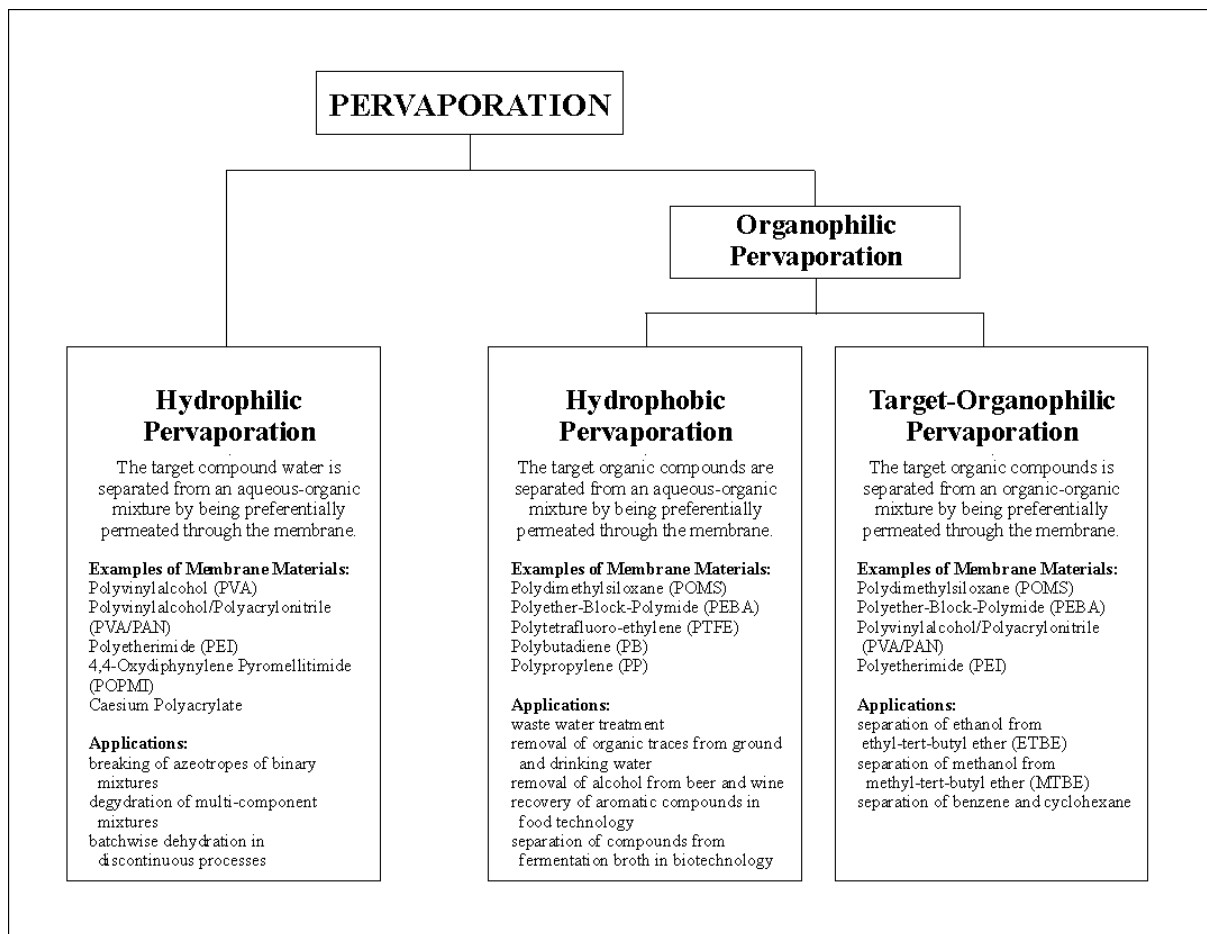 PERVAPORATION
Organophilic
Pervaporation
Hydrophilic
Pervaporation
The target compound water is
separated from an aqueous-organic
mixture by being preferentially
permeated through the membrane.
Examples of Membrane Materials:
Polyvinylalcohol (PVA)
Polyvinylalcohol/Polyacrylonitrile
(PVA/PAN)
Polyetherimide (PEI)
4,4-Oxydiphynylene Pyromellitimide
(POPMI)
Caesium Polyacrylate
Applications:
breaking of azeotropes of binary
mixtures
degydration of multi-component
mixtures
batchwise dehydration in
discontinuous processes
Hydrophobic
Pervaporation
The target organic compounds are
separated from an aqueous-organic
mixture by being preferentially
permeated through the membrane.
Examples of Membrane Materials:
Polydimethylsiloxane (POMS)
Polyether-Block-Polymide (PEBA)
Polytetrafluoro-ethylene (PTFE)
Polybutadiene (PB)
Polypropylene (PP)
Applications:
waste water treatment
removal of organic traces from ground
and drinking water
removal of alcohol from beer and wine
recovery of aromatic compounds in
food technology
separation of compounds from
fermentation broth in biotechnology
Target-Organophilic
Pervaporation
The target organic compounds is
separated from an organic-organic
mixture by being preferentially
permeated through the membrane.
Examples of Membrane Materials:
Polydimethylsiloxane (POMS)
Polyether-Block-Polymide (PEBA)
Polyvinylalcohol/Polyacrylonitrile
(PVA/PAN)
Polyetherimide (PEI)
Applications:
separation of ethanol from
ethyl-tert-butyl ether (ETBE)
separation of methanol from
methyl-tert-butyl ether (MTBE)
separation of benzene and cyclohexane